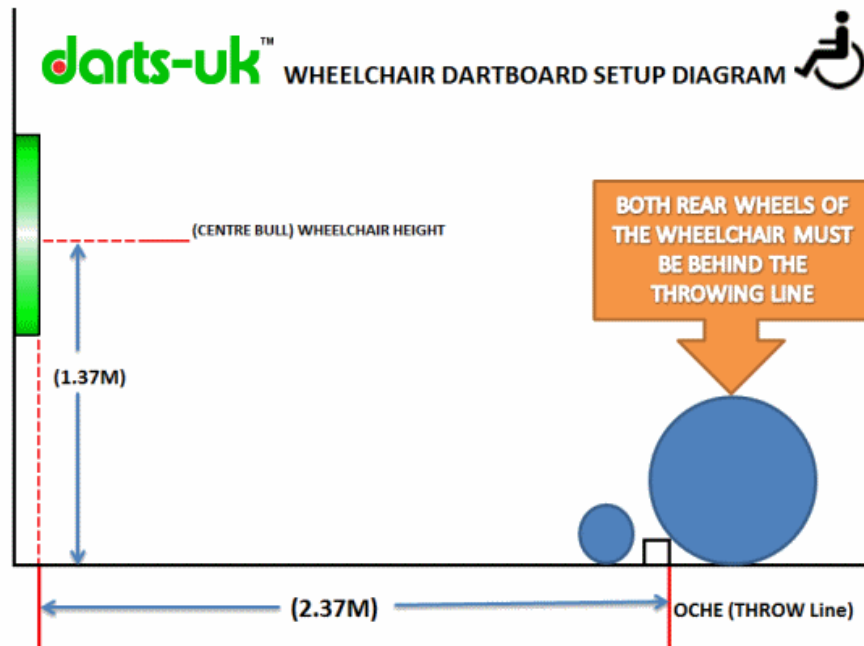 darts-uk™ WHEELCHAIR DARTBOARD SETUP DIAGRAM
(CENTRE BULL) WHEELCHAIR HEIGHT
BOTH REAR WHEELS OF
THE WHEELCHAIR MUST
BE BEHIND THE
THROWING LINE
(1.37M)
(2.37M)
OCHE (THROW Line)